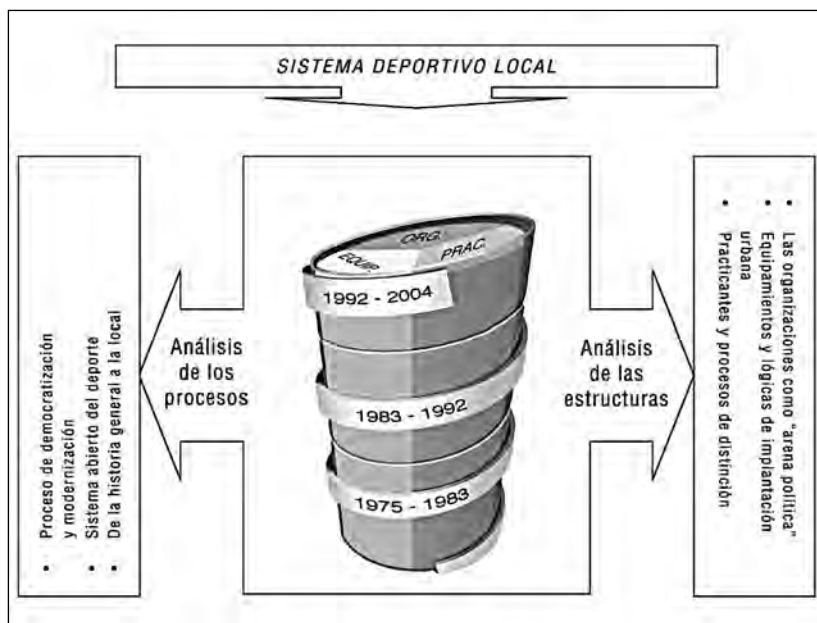 SISTEMA DEPORTIVO LOCAL
• Proceso de democratización
y modernización
• Sistema abierto del deporte
• De la historia general a la local
Análisis
de los
procesos
ORG.
EQUIP.
PRAC.
1992 - 2004
1983 - 1992
1975 - 1983
Análisis
de las
estructuras
• Las organizaciones como "arena política"
• Equipamientos y lógicas de implantación
urbana
• Practicantes y procesos de distinción